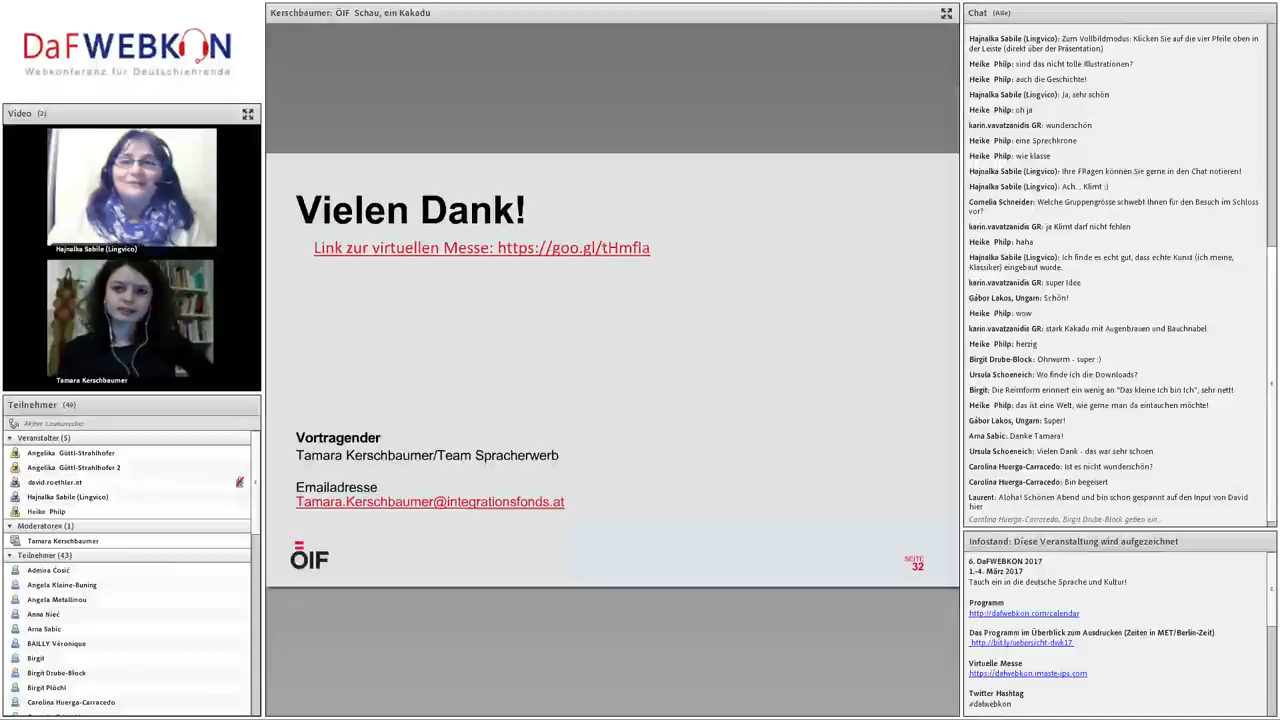 DaFWEBKON
Webkonferenz für Deutschlehrende
Video (2)
Hajnalka Sabile (Lingvico)
Tamara Kerschbaumer
Teilnehmer (49)
Aktive Lautsprecher
Veranstalter (5)
Angelika Güttl-Strahlhofer
Angelika Güttl-Strahlhofer 2
david.roethler.at
Hajnalka Sabile (Lingvico)
Heike Philp
Moderatoren (1)
Tamara Kerschbaumer
Teilnehmer (43)
Admira Ćosić
Angela Kleine-Buning
Angela Metallinou
Anna Nieć
Arna Sabic
BAILLY Véronique
Birgit
Birgit Drube-Block
Birgit Plöchl
Carolina Huerga-Carracedo
Kerschbaumer: ÖIF Schau, ein Kakadu
Vielen Dank!
Link zur virtuellen Messe: https://goo.gl/tHmfla
Vortragender
Tamara Kerschbaumer/Team Spracherwerb
Emailadresse
Tamara.Kerschbaumer@integrationsfonds.at
ÖIF
SEITE
32
Chat (Alle)
Hajnalka Sabile (Lingvico): Zum Vollbildmodus: Klicken Sie auf die vier Pfeile oben in
der Leiste (direkt über der Präsentation)
Heike Philp: sind das nicht tolle Illustrationen?
Heike Philp: auch die Geschichte!
Hajnalka Sabile (Lingvico): Ja, sehr schön
Heike Philp: oh ja
karin.vavatzanidis GR: wunderschön
Heike Philp: eine Sprechkrone
Heike Philp: wie klasse
Hajnalka Sabile (Lingvico): Ihre FRagen können Sie gerne in den Chat notieren!
Hajnalka Sabile (Lingvico): Ach... Klimt :)
Cornelia Schneider: Welche Gruppengrösse schwebt Ihnen für den Besuch im Schloss
vor?
karin.vavatzanidis GR: ja Klimt darf nicht fehlen
Heike Philp: haha
Hajnalka Sabile (Lingvico): Ich finde es echt gut, dass echte Kunst (ich meine,
Klassiker) eingebaut wurde.
karin.vavatzanidis GR: super Idee
Gábor Lakos, Ungarn: Schön!
Heike Philp: wow
karin.vavatzanidis GR: stark Kakadu mit Augenbrauen und Bauchnabel
Heike Philp: herzig
Birgit Drube-Block: Ohrwurm - super :)
Ursula Schoeneich: Wo finde ich die Downloads?
Birgit: Die Reimform erinnert ein wenig an "Das kleine Ich bin Ich", sehr nett!
Heike Philp: das ist eine Welt, wie gerne man da eintauchen möchte!
Gábor Lakos, Ungarn: Super!
Arna Sabic: Danke Tamara!
Ursula Schoeneich: Vielen Dank - das war sehr schoen.
Carolina Huerga-Carracedo: Ist es nicht wunderschön?
Carolina Huerga-Carracedo: Bin begeisert
Laurent: Aloha! Schönen Abend und bin schon gespannt auf den Input von David
hier
Carolina Huerga-Carracedo, Birgit Drube-Block geben ein...
Infostand: Diese Veranstaltung wird aufgezeichnet
6. DaFWEBKON 2017
1.-4. März 2017
Tauch ein in die deutsche Sprache und Kultur!
Programm
http://dafwebkon.com/calendar
Das Programm im Überblick zum Ausdrucken (Zeiten in MET/Berlin-Zeit)
http://bit.ly/uebersicht-dwk17
Virtuelle Messe
https://dafwebkon.imaste-ips.com
Twitter Hashtag
#dafwebkon